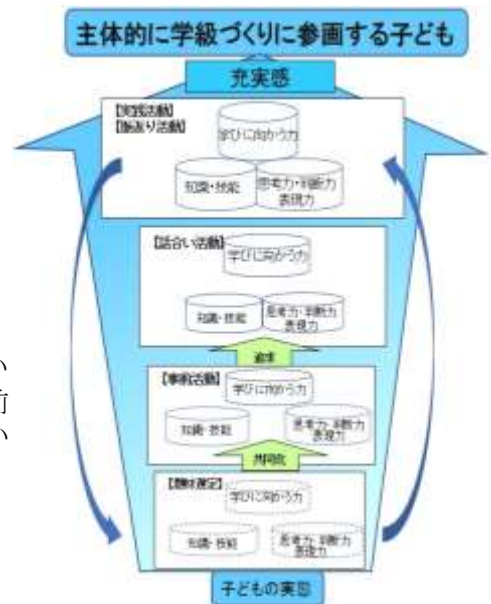 主体的に学級づくりに参画する子ども
充実感
【実践活動】
【振返り活動】
学びに向かう力
知識・技能
思考力・判断力
表現力
【話合い活動】
学びに向かう力
知識・技能
思考力・判断力
表現力
追求
い
前
い
【事前活動】
学びに向かう力
知識・技能
思考力・判断力
表現力
共同化
【題材選定】
学びに向かう力
知識・技能
思考力・判断力
表現力
子どもの実態